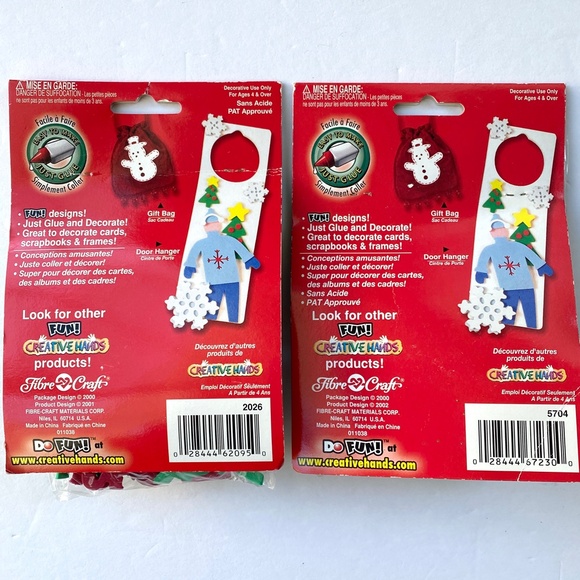 ⚠ MISE EN GARDE:
DANGER DE SUFFOCATION - Les petites pièces
ne sont pas pour les enfants de moins de 3 ans.
Decorative Use Only
For Ages 4 & Over
Sans Acide
PAT Approuvé
Facile à Faire
EASY TO MAKE
JUST GLUE
Simplement Coller
Gift Bag
Sac Cadeau
Door Hanger
Cintre de Porte
• FUN! designs!
• Just Glue and Decorate!
• Great to decorate cards,
scrapbooks & frames!
• Conceptions amusantes!
• Juste coller et décorer!
• Super pour décorer des cartes,
des albums et des cadres!
Look for other
FUN!
CREATIVE HANDS
products!
Fibre Craft®
Découvrez d'autres
produits de
CREATIVE HANDS
Emploi Décoratif Seulement
A Partir de 4 Ans
Package Design © 2000
Product Design © 2001
FIBRE-CRAFT MATERIALS CORP.
Niles, IL 60714 U.S.A.
Made in China Fabriqué en Chine
011038
DO FUN! at
www.creativehands.com
2026
0 28444 62095 0
⚠ MISE EN GARDE:
DANGER DE SUFFOCATION - Les petites pièces
ne sont pas pour les enfants de moins de 3 ans.
Decorative Use Only
For Ages 4 & Over
Facile à Faire
EASY TO MAKE
JUST GLUE
Simplement Coller
Gift Bag
Sac Cadeau
Door Hanger
Cintre de Porte
• FUN! designs!
• Just Glue and Decorate!
• Great to decorate cards,
scrapbooks & frames!
• Conceptions amusantes!
• Juste coller et décorer!
• Super pour décorer des cartes,
des albums et des cadres!
• Sans Acide
• PAT Approuvé
Look for other
FUN!
CREATIVE HANDS
products!
Fibre Craft®
Découvrez d'autres
produits de
CREATIVE HANDS
Emploi Décoratif Seulement
A Partir de 4 Ans
Package Design © 2000
Product Design © 2002
FIBRE-CRAFT MATERIALS CORP.
Niles, IL 60714 U.S.A.
Made in China Fabriqué en Chine
011038
DO FUN! at
www.creativehands.com
5704
0 28444 67230 0